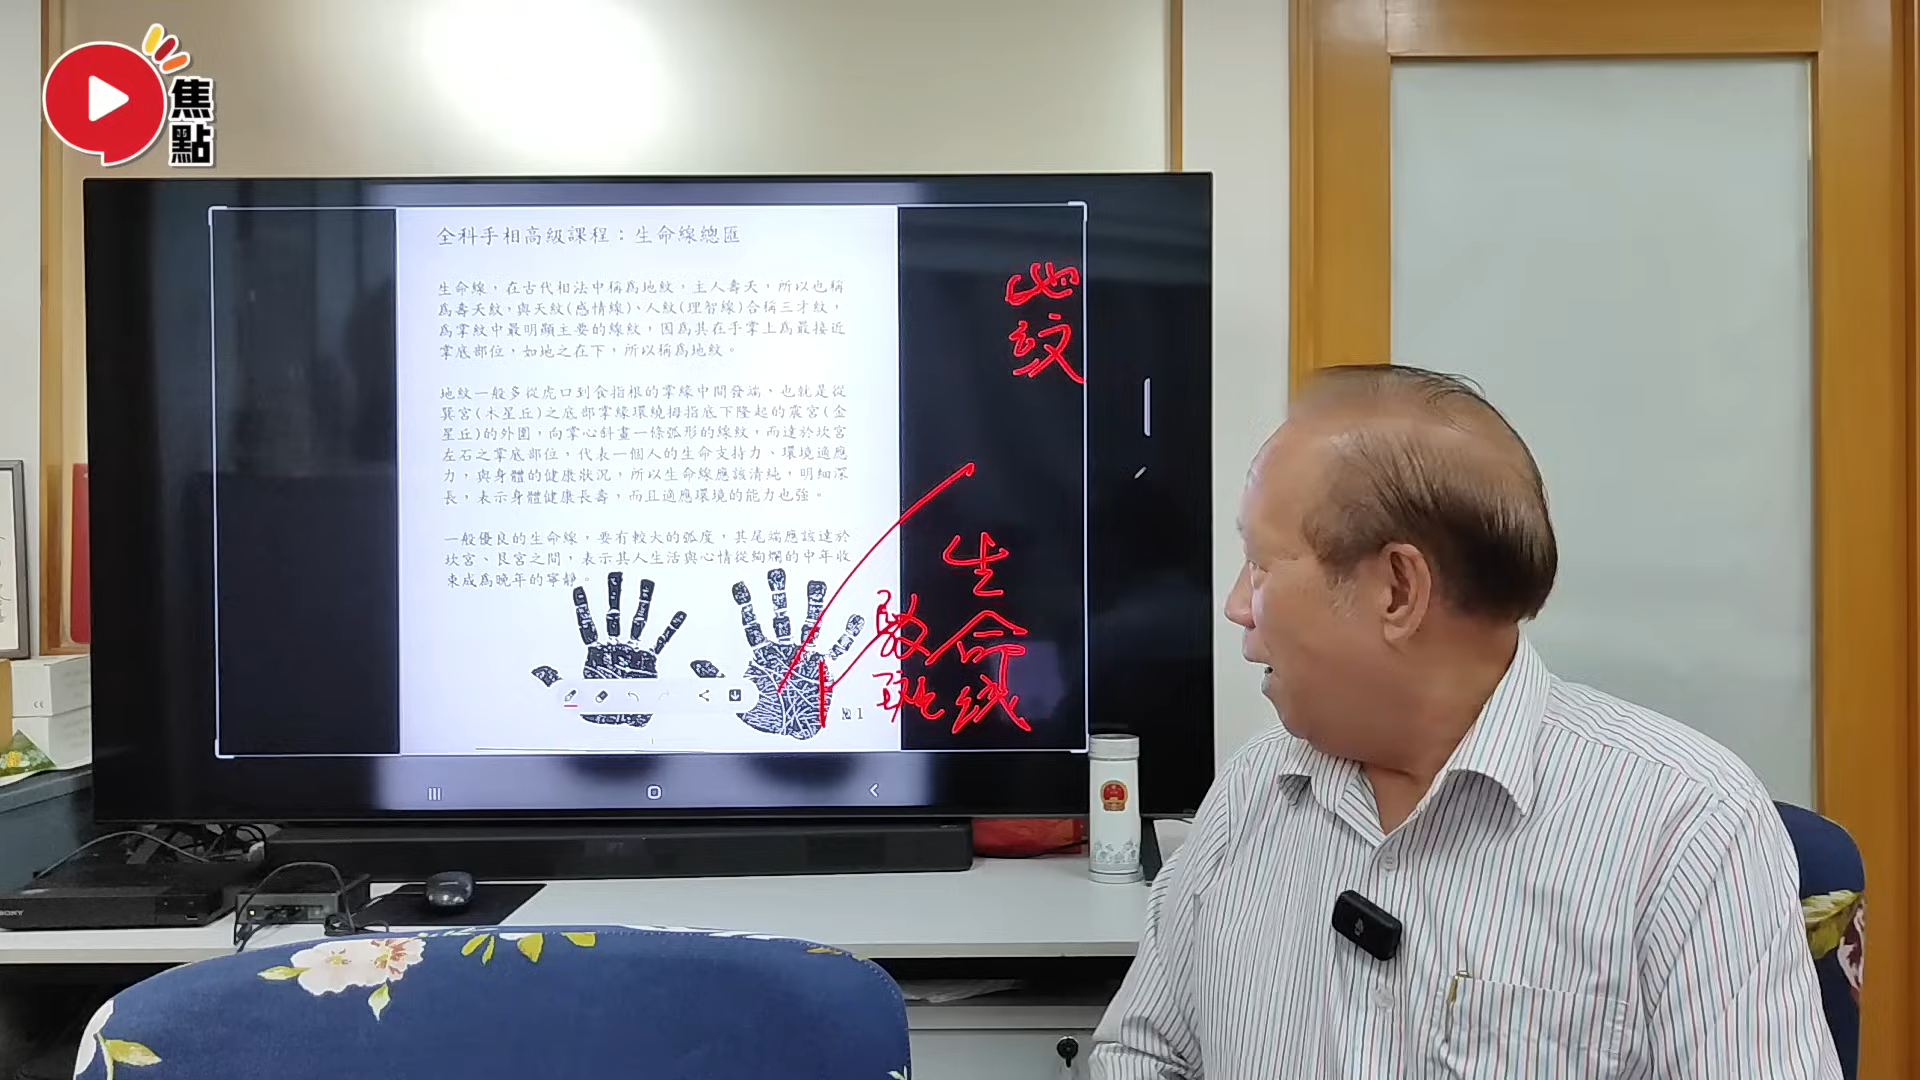 焦
點
全科手相高級課程：生命線總匯
生命線，在古代相法中稱為地紋，主人壽夭，所以也稱
為壽夭紋，與天紋(感情線)、人紋(理智線)合稱三才紋，
為掌紋中最明顯主要的線紋，因為其在手掌上為最接近
掌底部位，如地之在下，所以稱為地紋。
地紋一般多從虎口到食指根的掌緣中間發端，也就是從
巽宮(木星丘)之底部掌緣環繞拇指底下隆起的震宮(金
星丘)的外圍，向掌心斜畫一條弧形的線紋，而達於坎宮
左右之掌底部位，代表一個人的生命支持力、環境適應
力，與身體的健康狀況，所以生命線應該清純，明細深
長，表示身體健康長壽，而且適應環境的能力也強。
一般優良的生命線，要有較大的弧度，其尾端應該達於
坎宮、艮宮之間，表示其人生活與心情從絢爛的中年收
束成為晚年的寧靜。
№1
地
紋
生
命
线
SONY